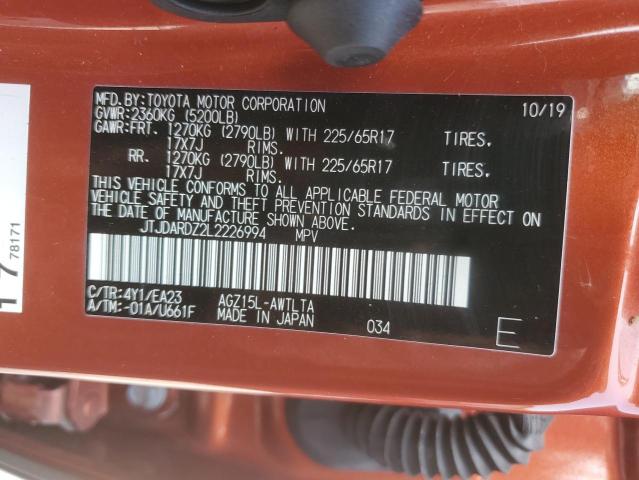 MFD.BY:TOYOTA MOTOR CORPORATION 10/19
GVWR:2360KG (5200LB)
GAWR:FRT. 1270KG (2790LB) WITH 225/65R17 TIRES.
17X7J RIMS.
RR. 1270KG (2790LB) WITH 225/65R17 TIRES.
17X7J RIMS.
THIS VEHICLE CONFORMS TO ALL APPLICABLE FEDERAL MOTOR
VEHICLE SAFETY AND THEFT PREVENTION STANDARDS IN EFFECT ON
THE DATE OF MANUFACTURE SHOWN ABOVE.
JTJDARDZ2L2226994 MPV
C/TR:4Y1/EA23 AGZ15L-AWTLTA
A/TM:-01A/U661F MADE IN JAPAN 034 E
78171